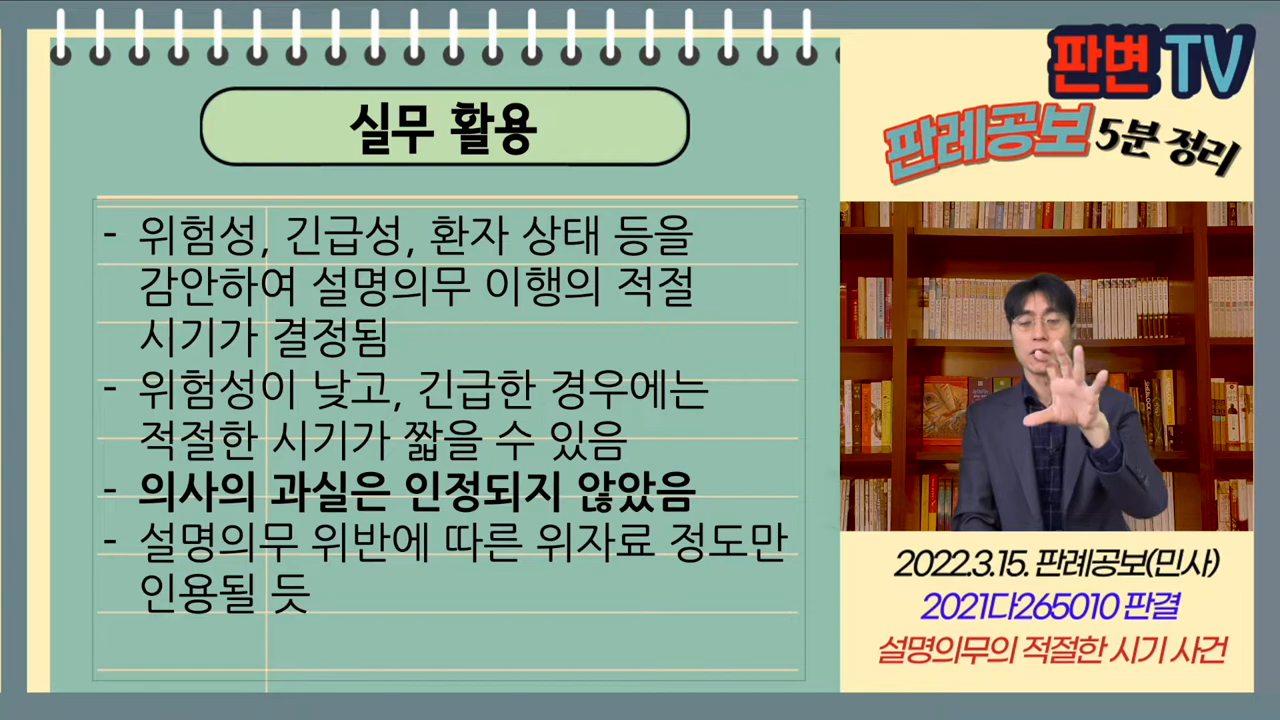 실무 활용
- 위험성, 긴급성, 환자 상태 등을
감안하여 설명의무 이행의 적절
시기가 결정됨
- 위험성이 낮고, 긴급한 경우에는
적절한 시기가 짧을 수 있음
- 의사의 과실은 인정되지 않았음
- 설명의무 위반에 따른 위자료 정도만
인용될 듯
판변 TV
판례공보 5분 정리
2022.3.15. 판례공보(민사)
2021다265010 판결
설명의무의 적절한 시기 사건